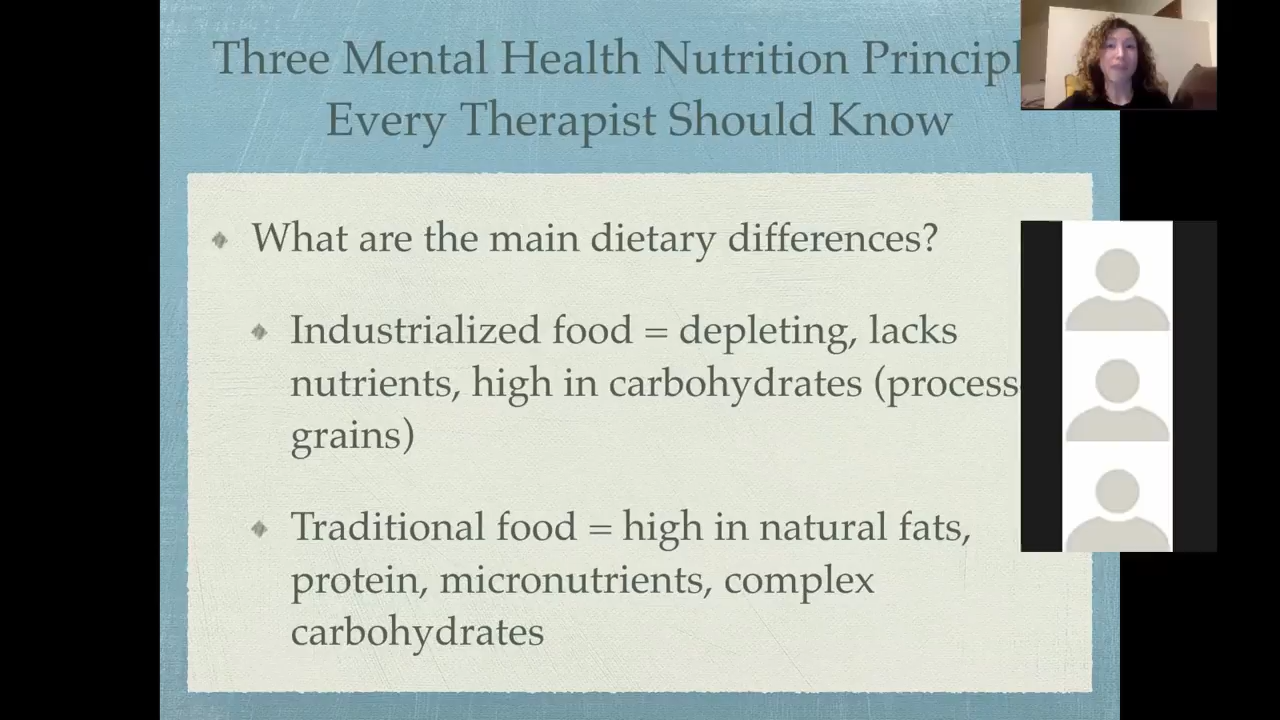 Three Mental Health Nutrition Principl
Every Therapist Should Know
What are the main dietary differences?
Industrialized food = depleting, lacks
nutrients, high in carbohydrates (process
grains)
Traditional food = high in natural fats,
protein, micronutrients, complex
carbohydrates